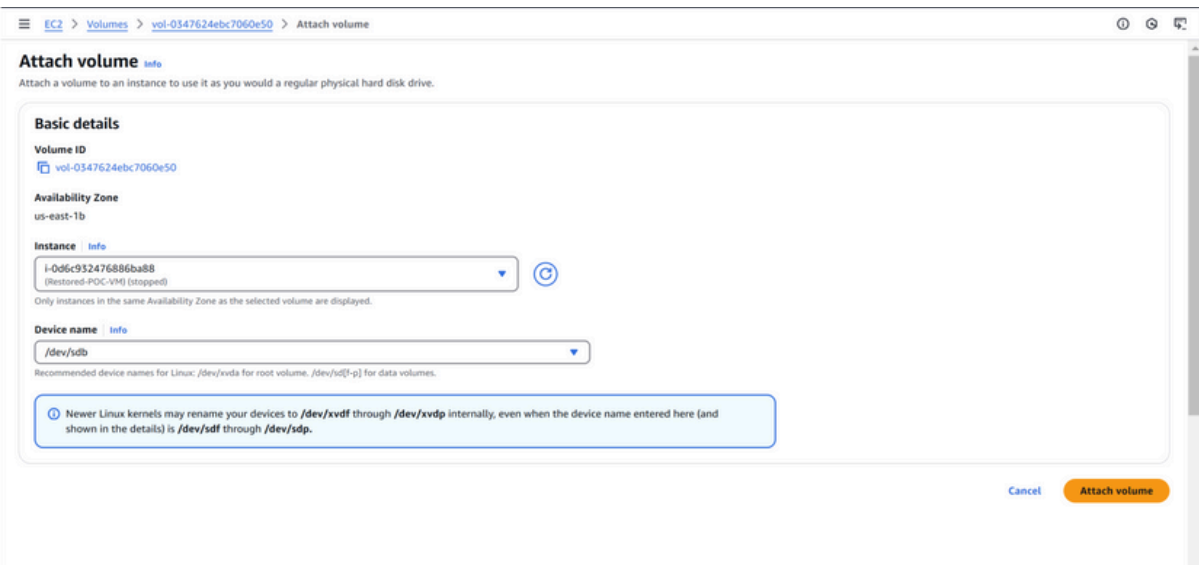 EC2 > Volumes > vol-0347624ebc7060e50 > Attach volume
Attach volume Info
Attach a volume to an instance to use it as you would a regular physical hard disk drive.
Basic details
Volume ID
vol-0347624ebc7060e50
Availability Zone
us-east-1b
Instance Info
i-0d6c932476886ba88
(Restored-POC-VM) (stopped)
Only instances in the same Availability Zone as the selected volume are displayed.
Device name Info
/dev/sdb
Recommended device names for Linux: /dev/xvda for root volume. /dev/sd[f-p] for data volumes.
Newer Linux kernels may rename your devices to /dev/xvdf through /dev/xvdp internally, even when the device name entered here (and
shown in the details) is /dev/sdf through /dev/sdp.
Cancel Attach volume